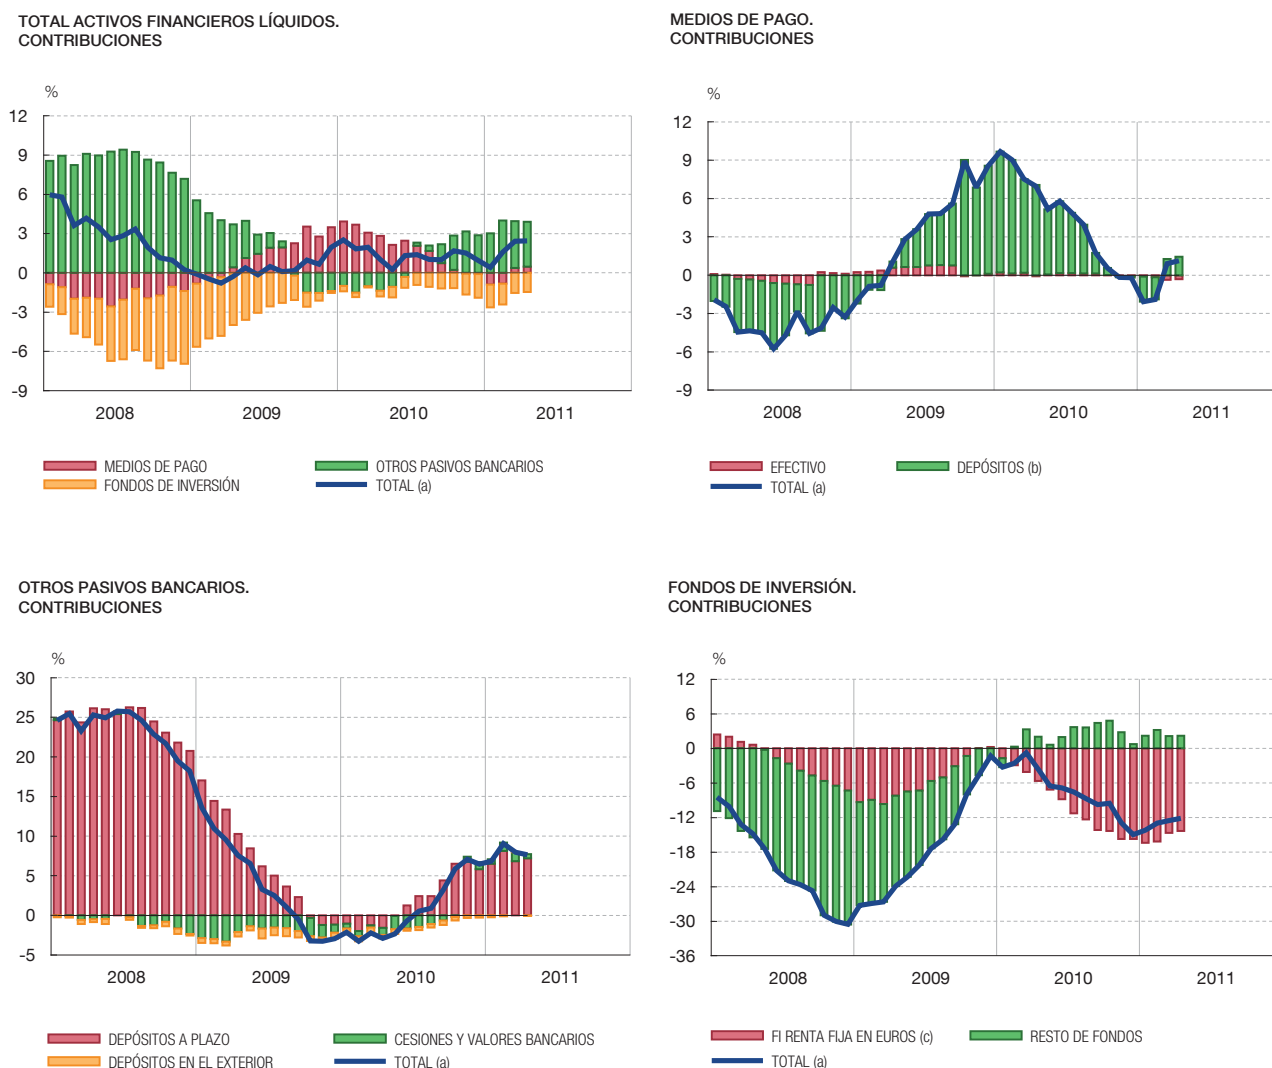 TOTAL ACTIVOS FINANCIEROS LÍQUIDOS.
CONTRIBUCIONES
%
12
9
6
3
0
-3
-6
-9
2008
2009
2010
2011
MEDIOS DE PAGO
OTROS PASIVOS BANCARIOS
FONDOS DE INVERSIÓN
TOTAL (a)
MEDIOS DE PAGO.
CONTRIBUCIONES
%
12
9
6
3
0
-3
-6
-9
2008
2009
2010
2011
EFECTIVO
DEPÓSITOS (b)
TOTAL (a)
OTROS PASIVOS BANCARIOS.
CONTRIBUCIONES
%
30
25
20
15
10
5
0
-5
2008
2009
2010
2011
DEPÓSITOS A PLAZO
CESIONES Y VALORES BANCARIOS
DEPÓSITOS EN EL EXTERIOR
TOTAL (a)
FONDOS DE INVERSIÓN.
CONTRIBUCIONES
%
12
6
0
-6
-12
-18
-24
-30
-36
2008
2009
2010
2011
FI RENTA FIJA EN EUROS (c)
RESTO DE FONDOS
TOTAL (a)